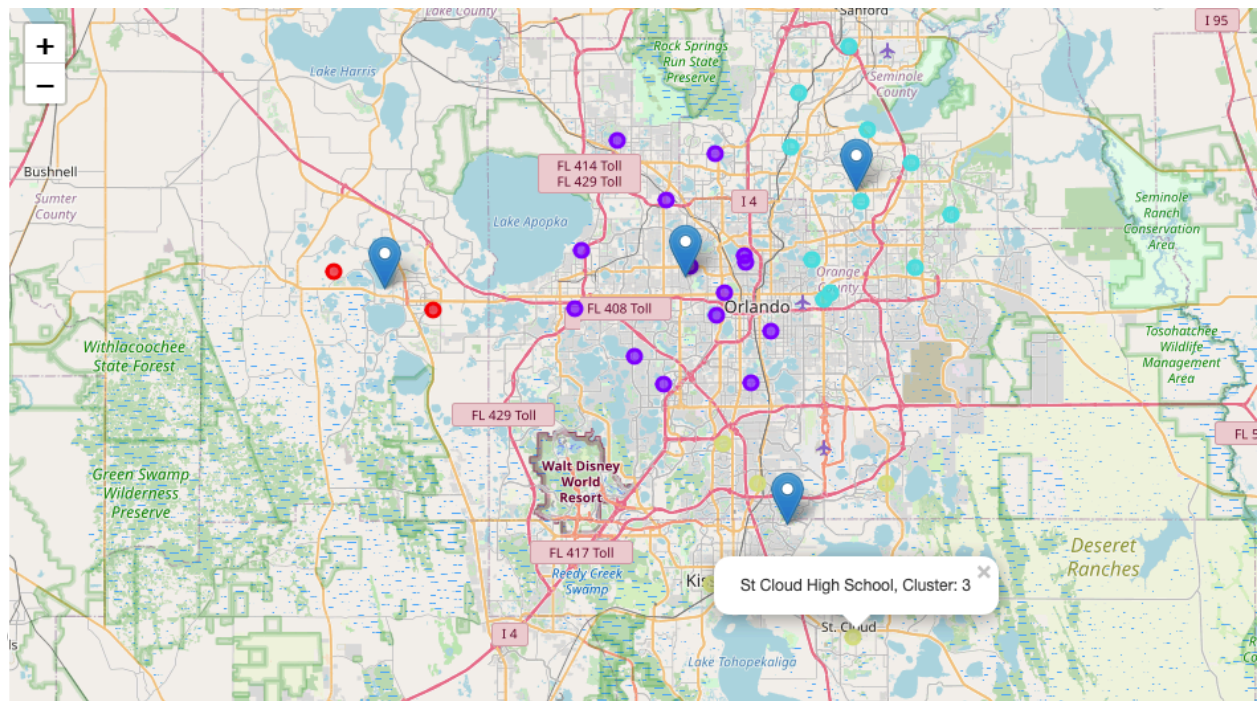 Lake County
Sanford
I 95
+
−
Lake Harris
Rock Springs
Run State
Preserve
Seminole
County
Bushnell
Sumter
County
FL 414 Toll
FL 429 Toll
Lake Apopka
I 4
Seminole
Ranch
Conservation
Area
Orange
County
FL 408 Toll
Orlando
Withlacoochee
State Forest
Tosohatchee
Wildlife
Management
Area
FL 429 Toll
FL 5
Walt Disney
World
Resort
Green Swamp
Wilderness
Preserve
FL 417 Toll
Reedy Creek
Swamp
Deseret
Ranches
Kis
St Cloud High School, Cluster: 3
×
I 4
St. Cloud
Lake Tohopekaliga
ls